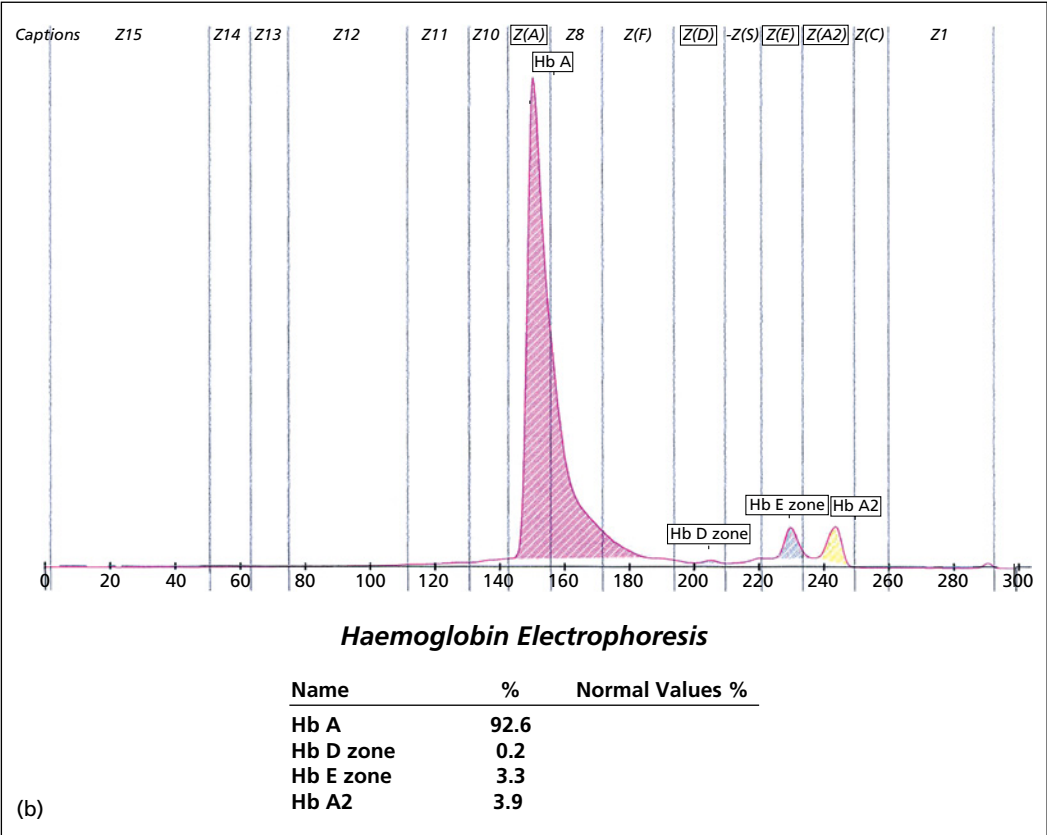 Captions Z15 Z14 Z13 Z12 Z11 Z10 Z(A) Z8 Z(F) Z(D) -Z(S) Z(E) Z(A2) Z(C) Z1
Hb A
Hb E zone Hb A2
Hb D zone
0 20 40 60 80 100 120 140 160 180 200 220 240 260 280 300
Haemoglobin Electrophoresis
Name % Normal Values %
Hb A 92.6
Hb D zone 0.2
Hb E zone 3.3
Hb A2 3.9
(b)